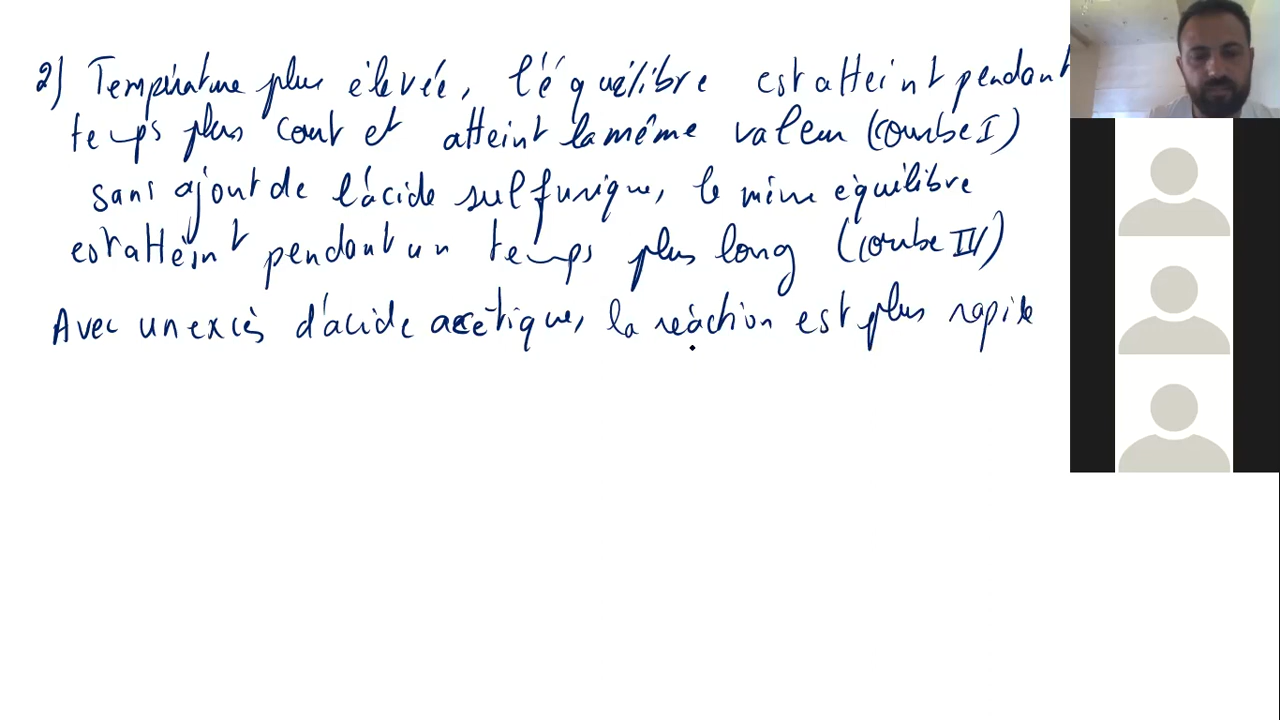 2) Température plus élevée, l'équilibre est atteint pendant
temps plus court et atteint la même valeur (courbe I)
sans ajout de l'acide sulfurique, le même équilibre
est atteint pendant un temps plus long (courbe IV)
Avec un excès d'acide acétique, la réaction est plus rapide